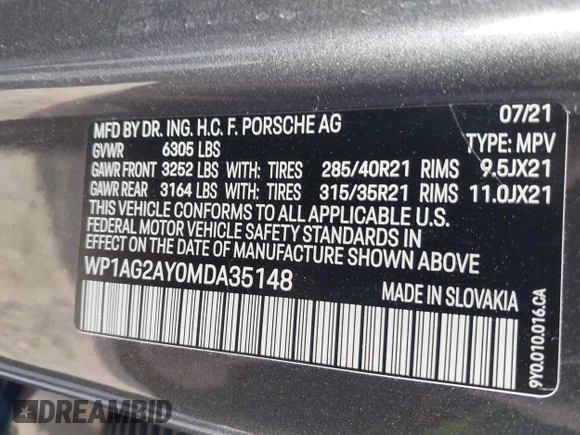 MFD BY DR. ING. H.C. F. PORSCHE AG 07/21
GVWR 6305 LBS TYPE: MPV
GAWR FRONT 3252 LBS WITH: TIRES 285/40R21 RIMS 9.5JX21
GAWR REAR 3164 LBS WITH: TIRES 315/35R21 RIMS 11.0JX21
THIS VEHICLE CONFORMS TO ALL APPLICABLE U.S.
FEDERAL MOTOR VEHICLE SAFETY STANDARDS IN
EFFECT ON THE DATE OF MANUFACTURE SHOWN ABOVE
WP1AG2AY0MDA35148 MADE IN SLOVAKIA
9Y0.010.016.CA
DREAMBID